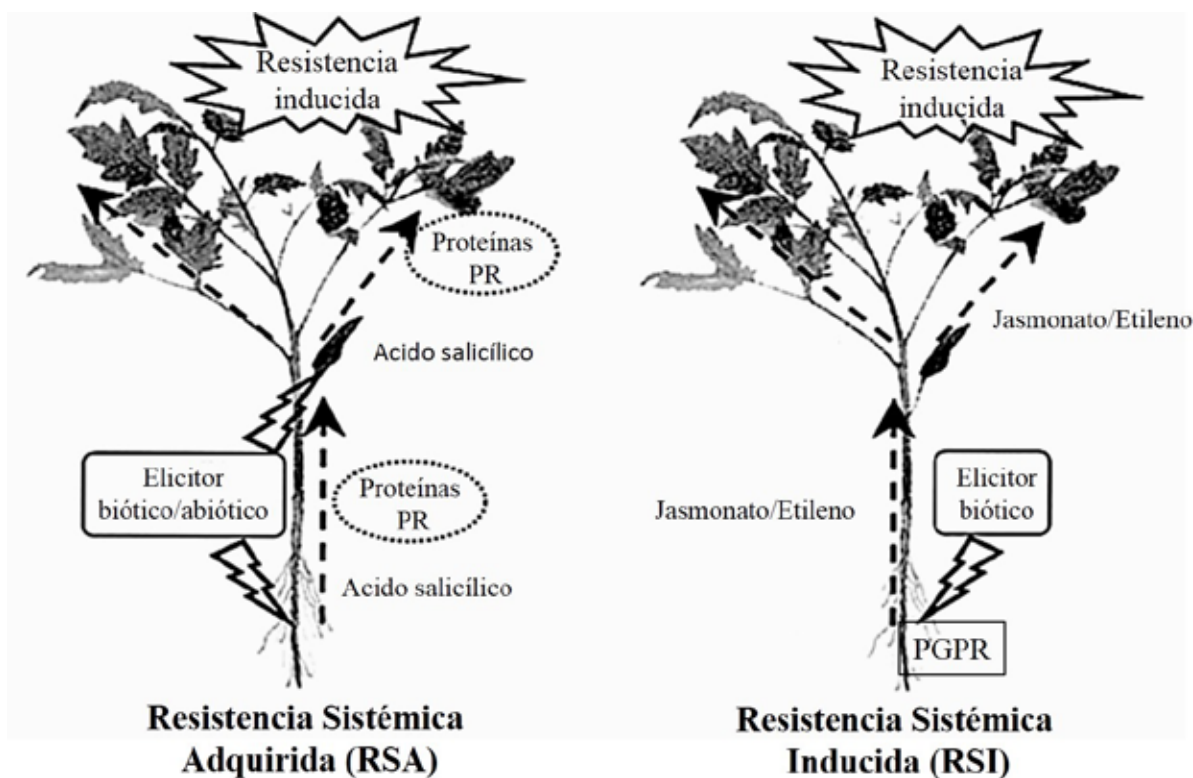 Resistencia
inducida
Proteínas
PR
Acido salicílico
Elicitor
biótico/abiótico
Proteínas
PR
Acido salicílico
Resistencia Sistémica
Adquirida (RSA)
Resistencia
inducida
Jasmonato/Etileno
Jasmonato/Etileno
Elicitor
biótico
PGPR
Resistencia Sistémica
Inducida (RSI)